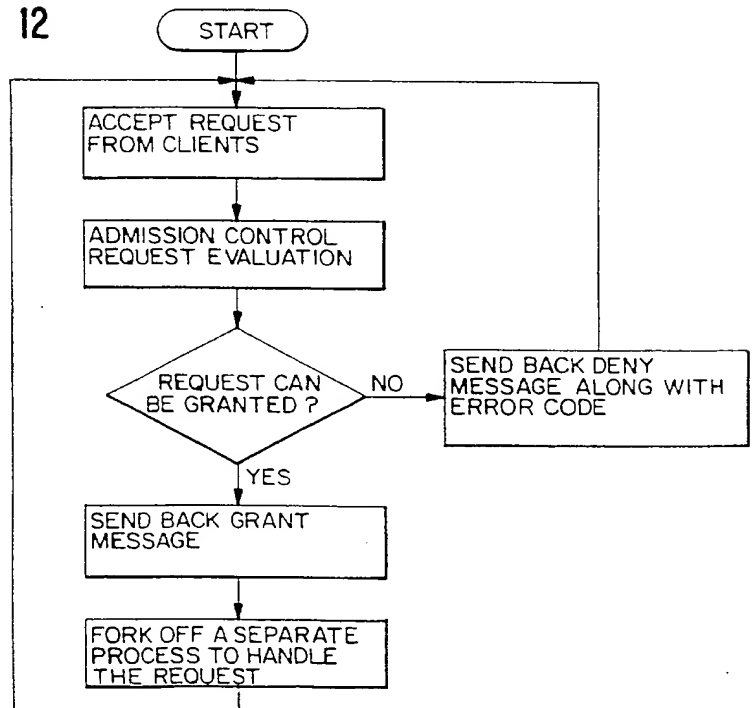 12
START
ACCEPT REQUEST
FROM CLIENTS
ADMISSION CONTROL
REQUEST EVALUATION
REQUEST CAN
BE GRANTED ?
NO
SEND BACK DENY
MESSAGE ALONG WITH
ERROR CODE
YES
SEND BACK GRANT
MESSAGE
FORK OFF A SEPARATE
PROCESS TO HANDLE
THE REQUEST